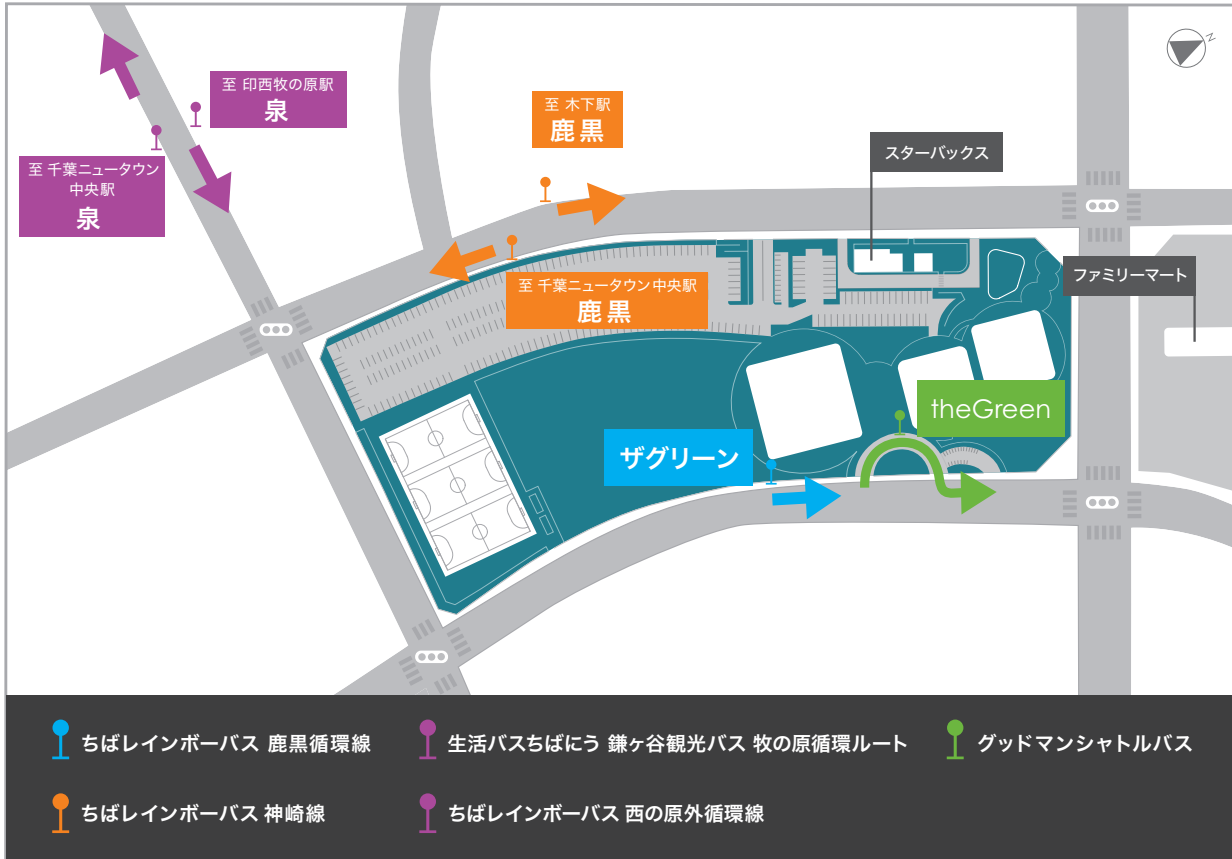 N
至 印西牧の原駅
泉
至 木下駅
鹿黒
スターバックス
至 千葉ニュータウン
中央駅
泉
ファミリーマート
至 千葉ニュータウン中央駅
鹿黒
theGreen
ザグリーン
ちばレインボーバス 鹿黒循環線
生活バスちばにう 鎌ヶ谷観光バス 牧の原循環ルート
グッドマンシャトルバス
ちばレインボーバス 神崎線
ちばレインボーバス 西の原外循環線